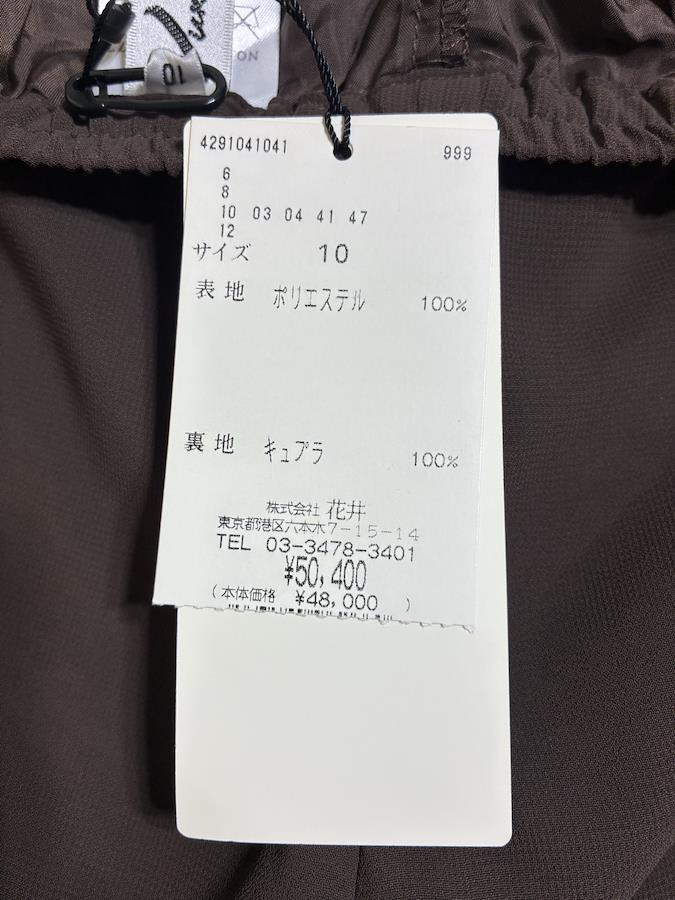 NO
10
4291041041 999
6
8
10 03 04 41 47
12
サイズ 10
表地 ポリエステル 100%
裏地 キュプラ 100%
株式会社 花井
東京都港区六本木7-15-14
TEL 03-3478-3401
¥50,400
(本体価格 ¥48,000 )